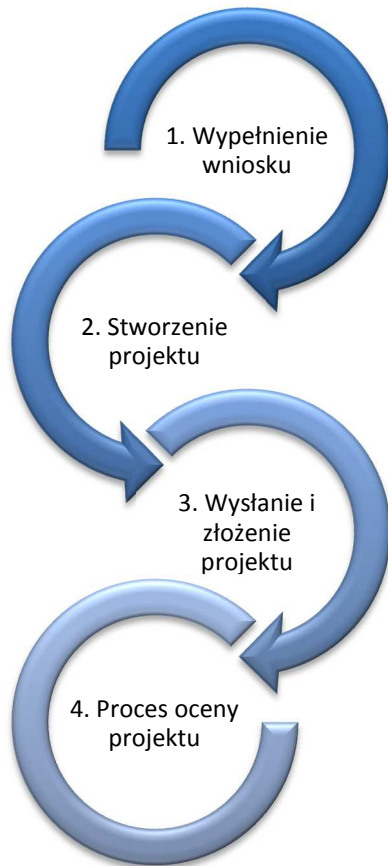 1. Wypełnienie
wniosku
2. Stworzenie
projektu
3. Wysłanie i
złożenie
projektu
4. Proces oceny
projektu